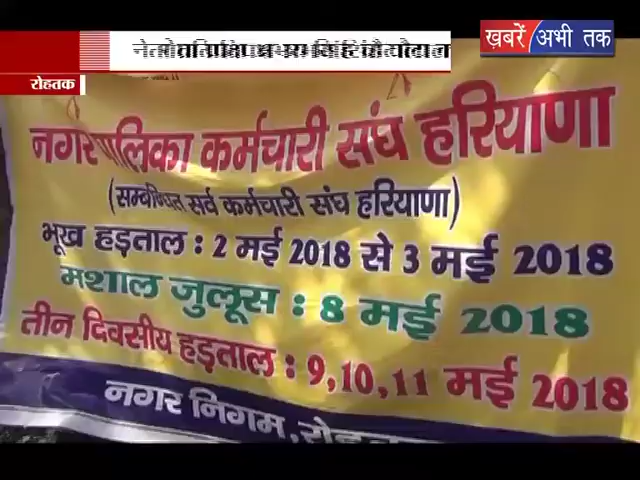 ख़बरें अभी तक
रोहतक
नगरपालिका कर्मचारी संघ हरियाणा
(सम्बन्धित सर्व कर्मचारी संघ हरियाणा)
भूख हड़ताल : 2 मई 2018 से 3 मई 2018
मशाल जुलूस : 8 मई 2018
तीन दिवसीय हड़ताल : 9,10,11 मई 2018
नगर निगम,